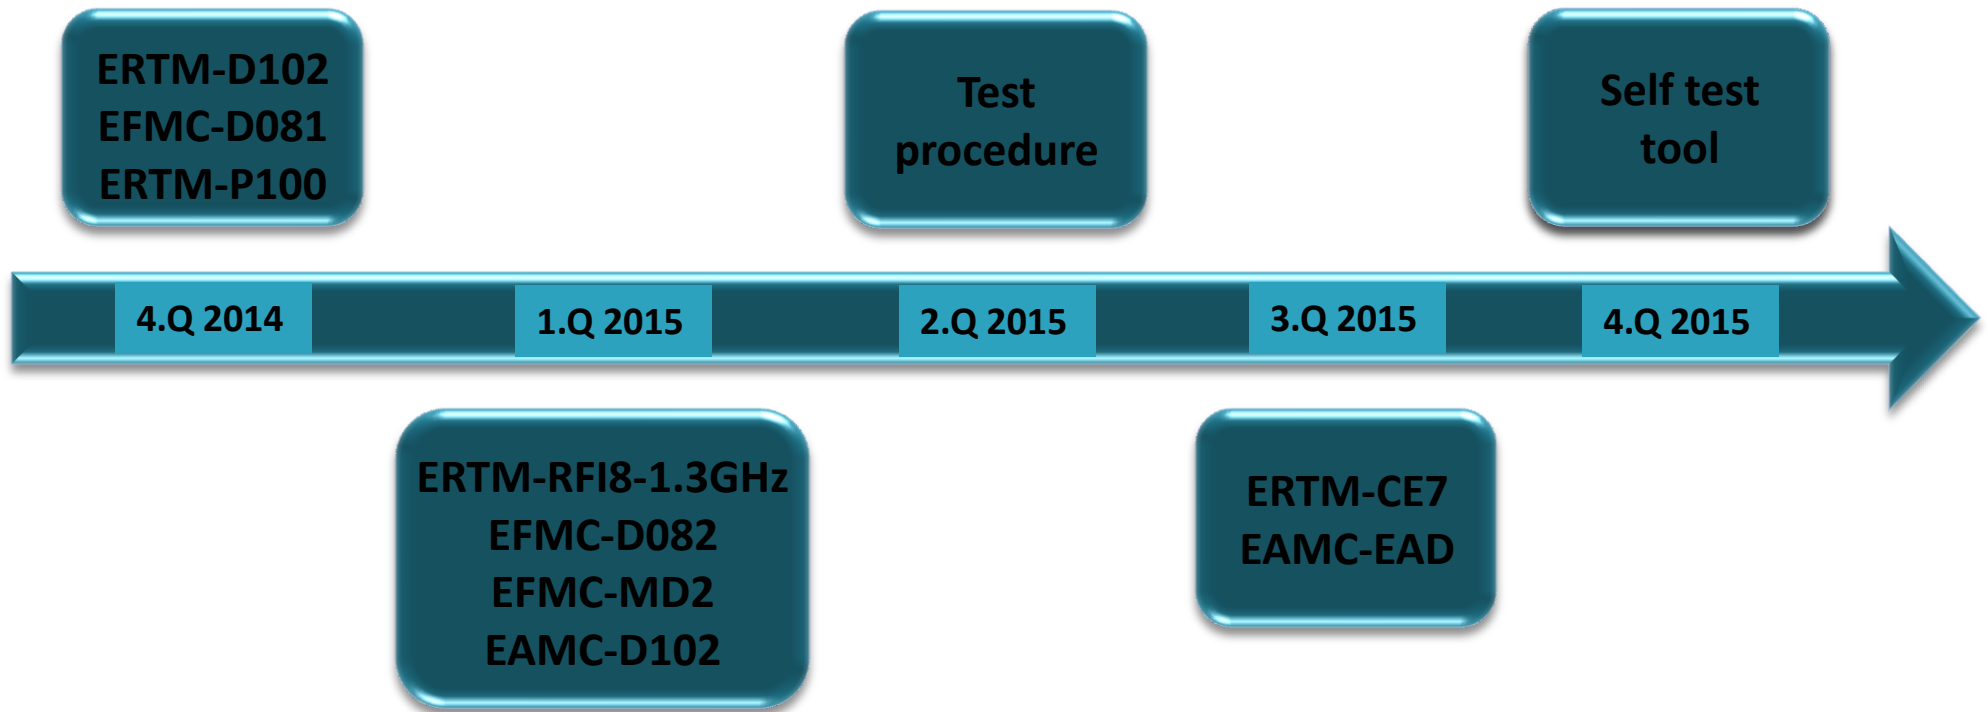 ERTM-D102
EFMC-D081
ERTM-P100
Test
procedure
Self test
tool
4.Q 2014
1.Q 2015
2.Q 2015
3.Q 2015
4.Q 2015
ERTM-RFI8-1.3GHz
EFMC-D082
EFMC-MD2
EAMC-D102
ERTM-CE7
EAMC-EAD